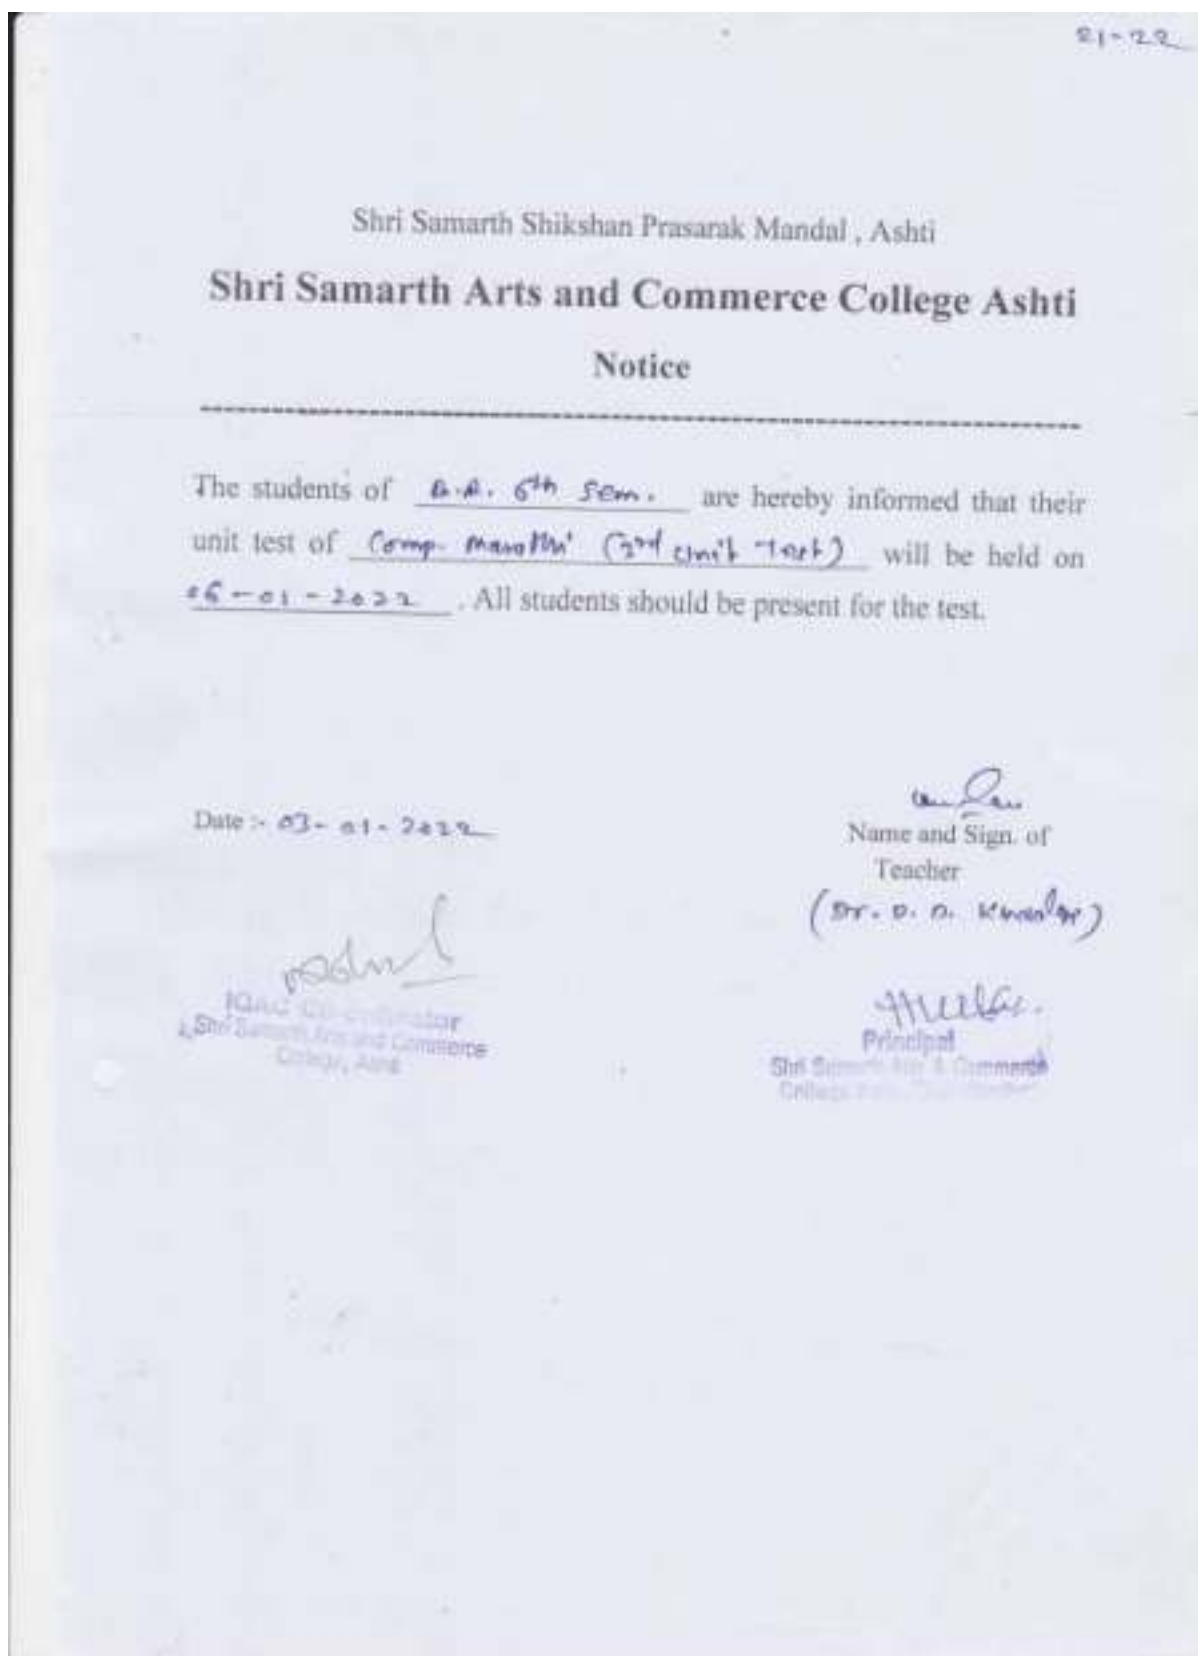 21-22
Shri Samarth Shikshan Prasarak Mandal , Ashti
Shri Samarth Arts and Commerce College Ashti
Notice
The students of B.A. 6th Sem. are hereby informed that their
unit test of Comp. Marathi (3rd Unit Test) will be held on
06-01-2022 . All students should be present for the test.
Date :- 03-01-2022
Name and Sign. of
Teacher
(Dr. D. D.
IQAC Co-ordinator
Shri Samarth Arts and Commerce
College, Ashti
Principal
Shri Samarth Arts & Commerce
College